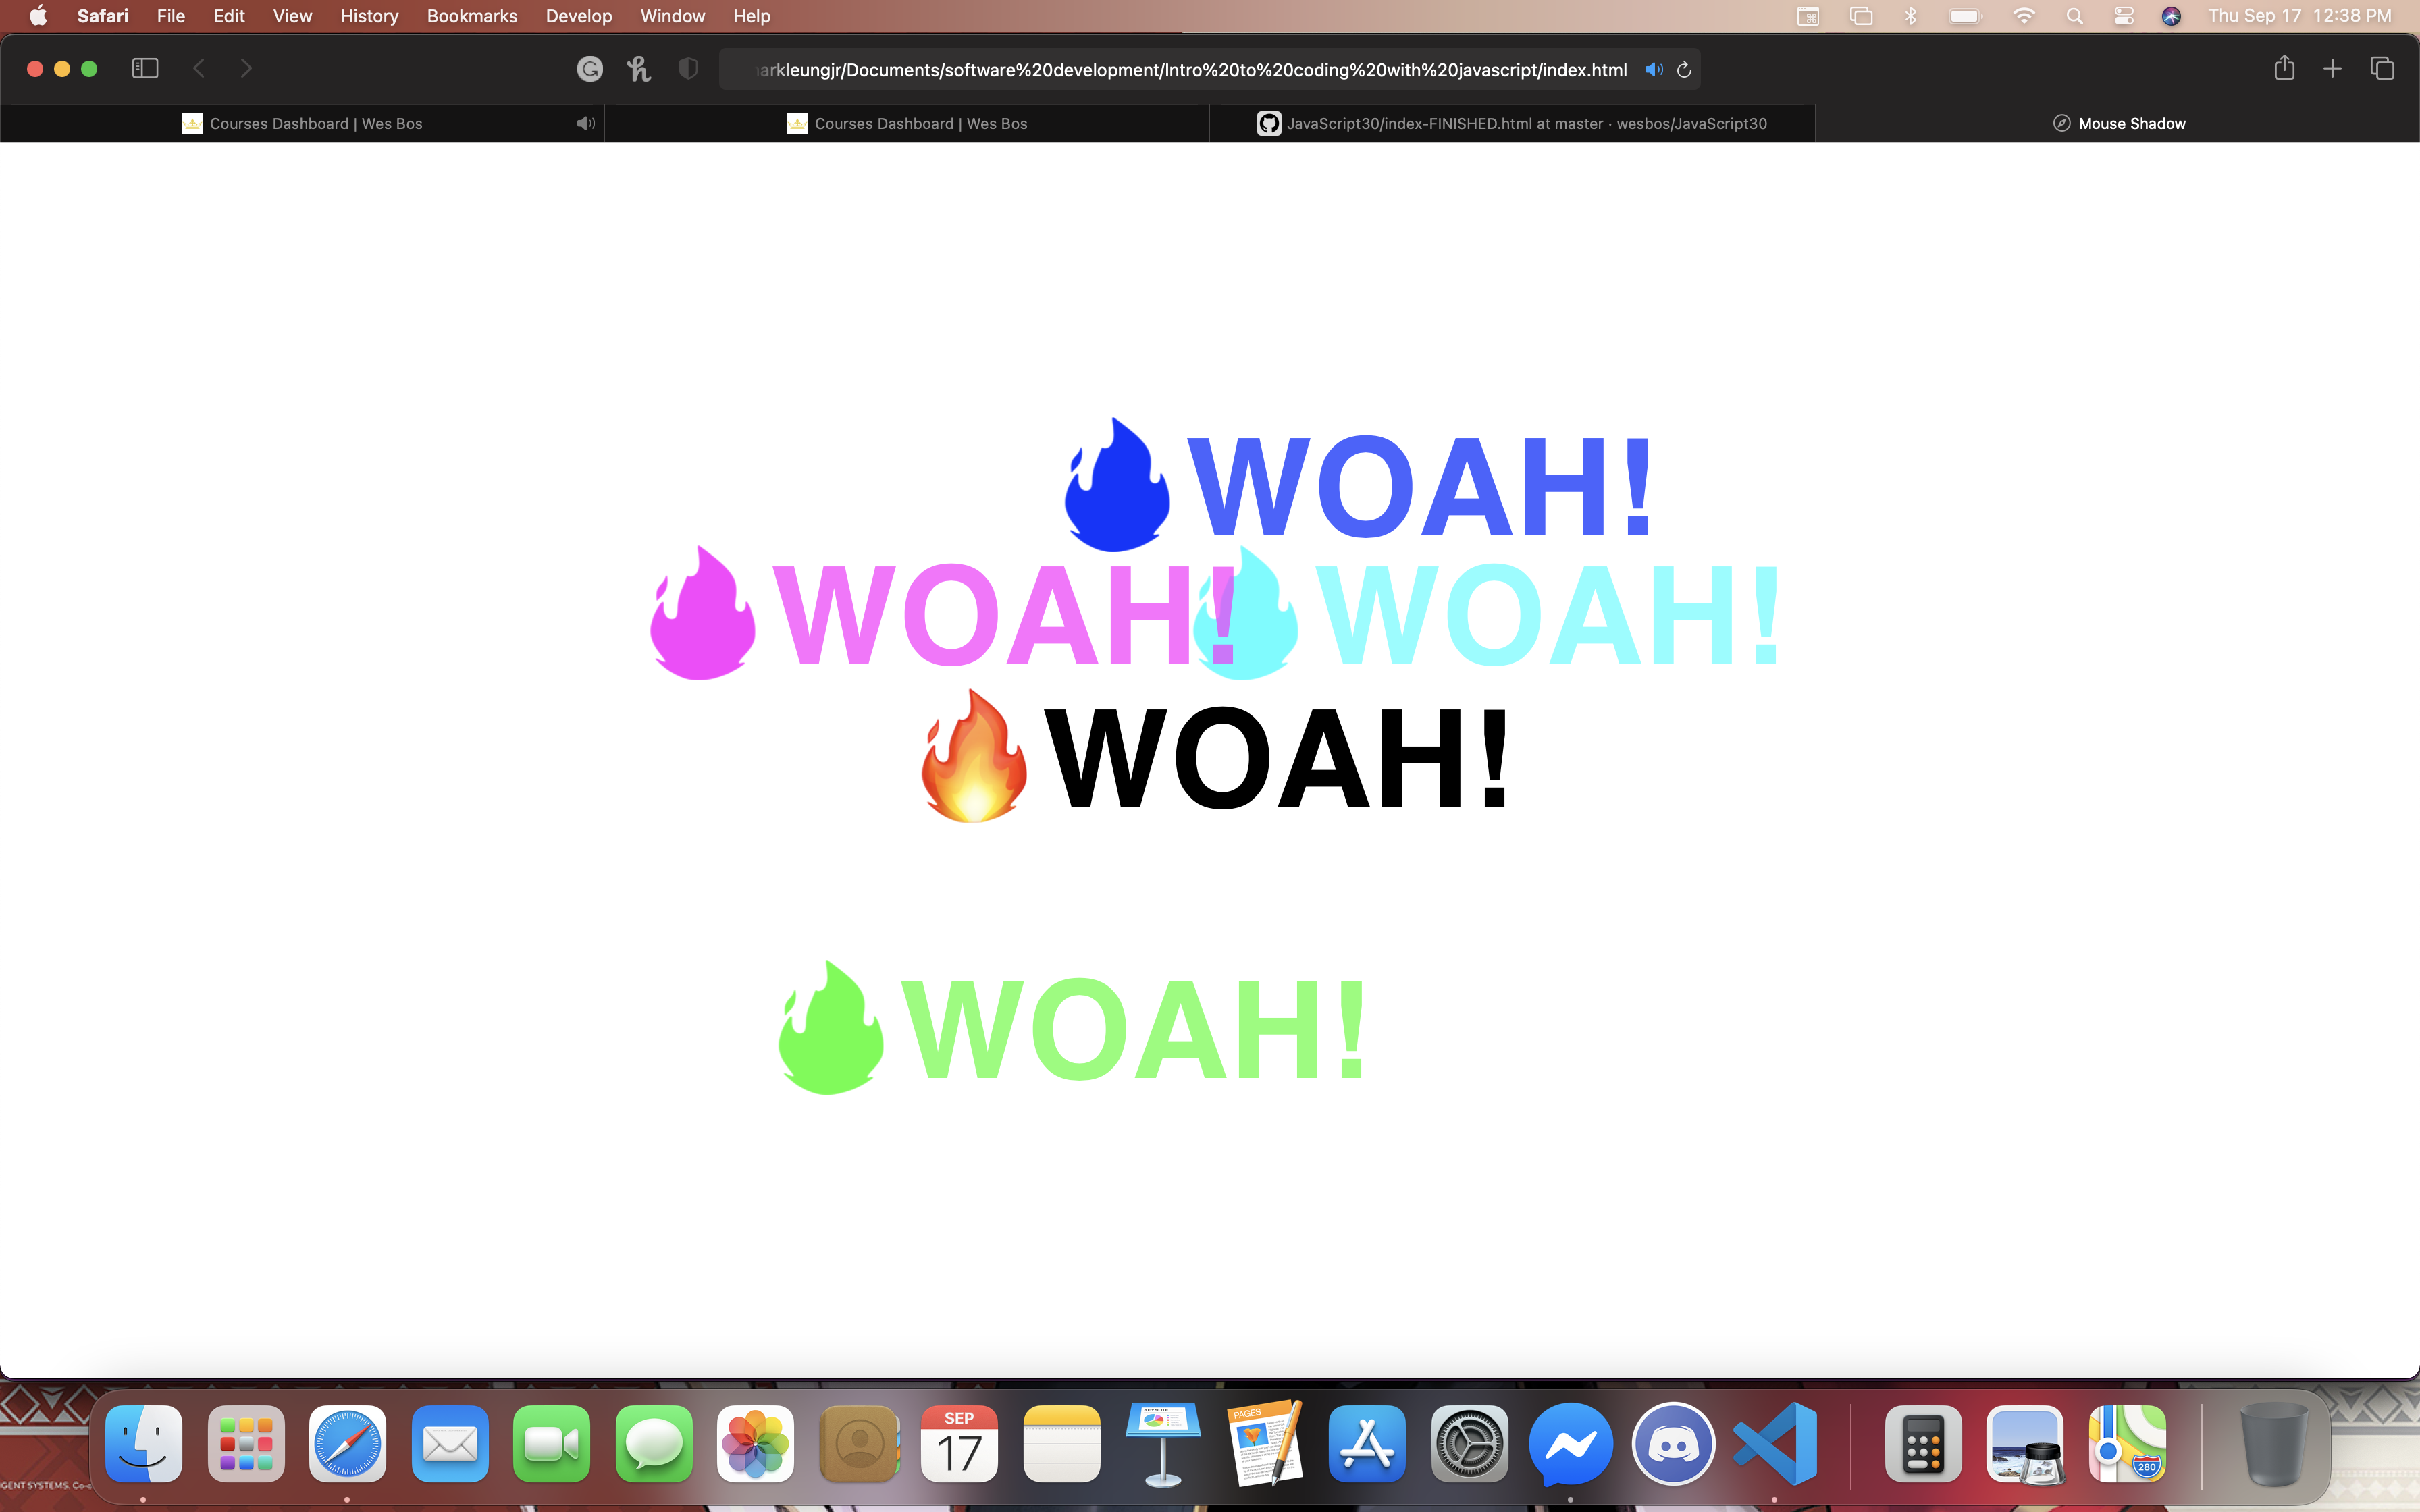 Safari File Edit View History Bookmarks Develop Window Help Thu Sep 17 12:38 PM
arkleungjr/Documents/software%20development/Intro%20to%20coding%20with%20javascript/index.html
Courses Dashboard | Wes Bos
Courses Dashboard | Wes Bos
JavaScript30/index-FINISHED.html at master · wesbos/JavaScript30
Mouse Shadow
🔥WOAH!
🔥WOAH!
🔥WOAH!
🔥WOAH!
🔥WOAH!
SEP
17
KEYNOTE
PAGES
280
GENT SYSTEMS. Co-c